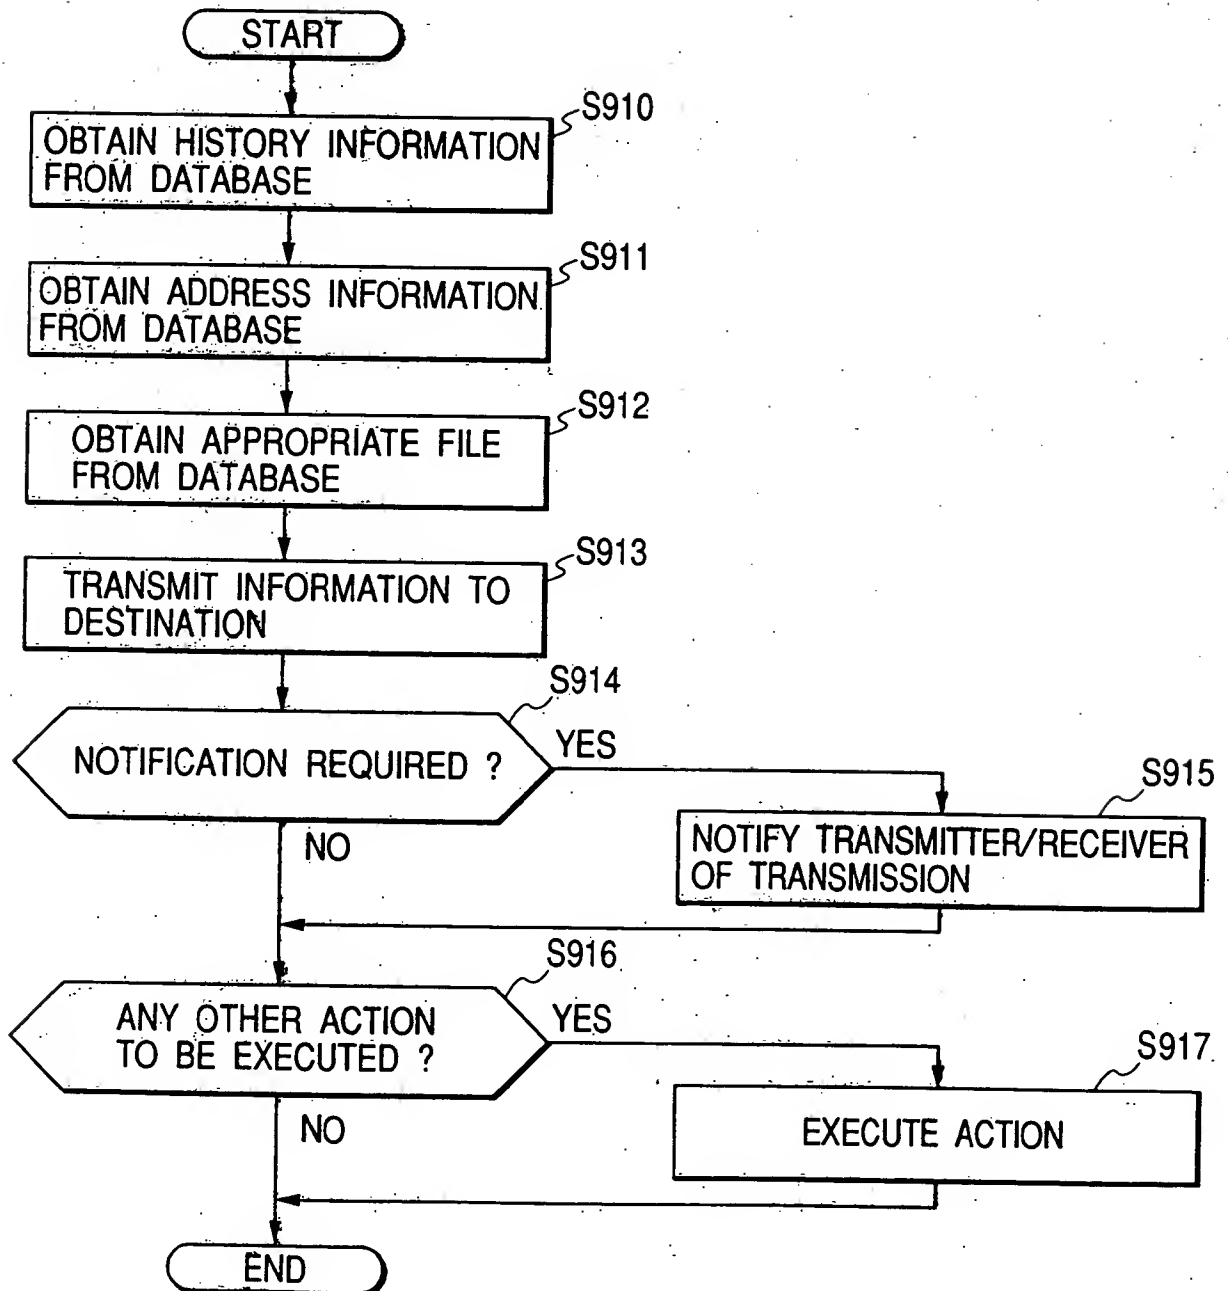 START
S910
OBTAIN HISTORY INFORMATION
FROM DATABASE
S911
OBTAIN ADDRESS INFORMATION
FROM DATABASE
S912
OBTAIN APPROPRIATE FILE
FROM DATABASE
S913
TRANSMIT INFORMATION TO
DESTINATION
S914
NOTIFICATION REQUIRED ?
YES
S915
NO
NOTIFY TRANSMITTER/RECEIVER
OF TRANSMISSION
S916
ANY OTHER ACTION
TO BE EXECUTED ?
YES
S917
NO
EXECUTE ACTION
END